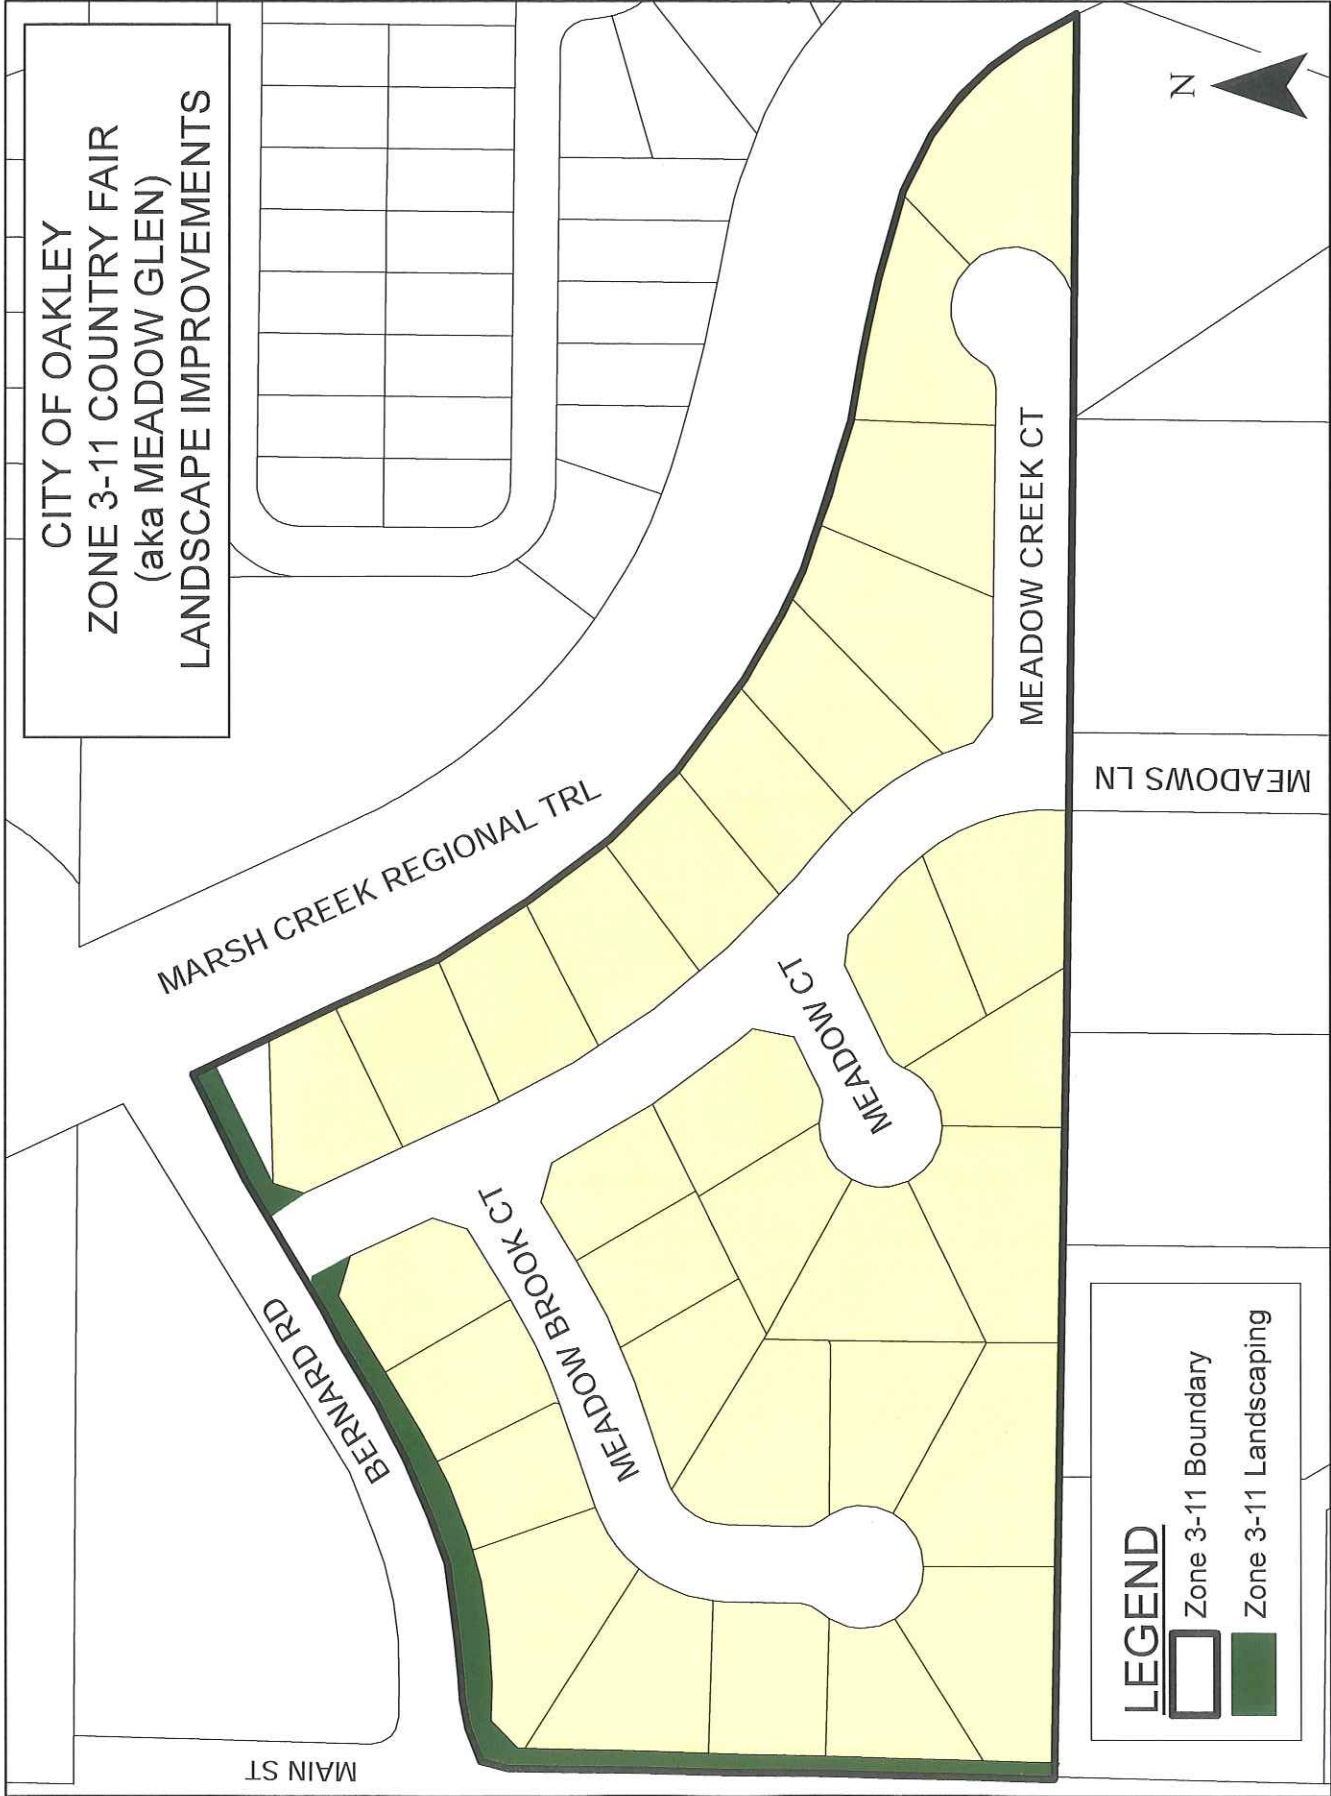 CITY OF OAKLEY
ZONE 3-11 COUNTRY FAIR
(aka MEADOW GLEN)
LANDSCAPE IMPROVEMENTS
N
MARSH CREEK REGIONAL TRL
MEADOW CREEK CT
MEADOWS LN
MEADOW CT
MEADOW BROOK CT
BERNARD RD
MAIN ST
LEGEND
Zone 3-11 Boundary
Zone 3-11 Landscaping